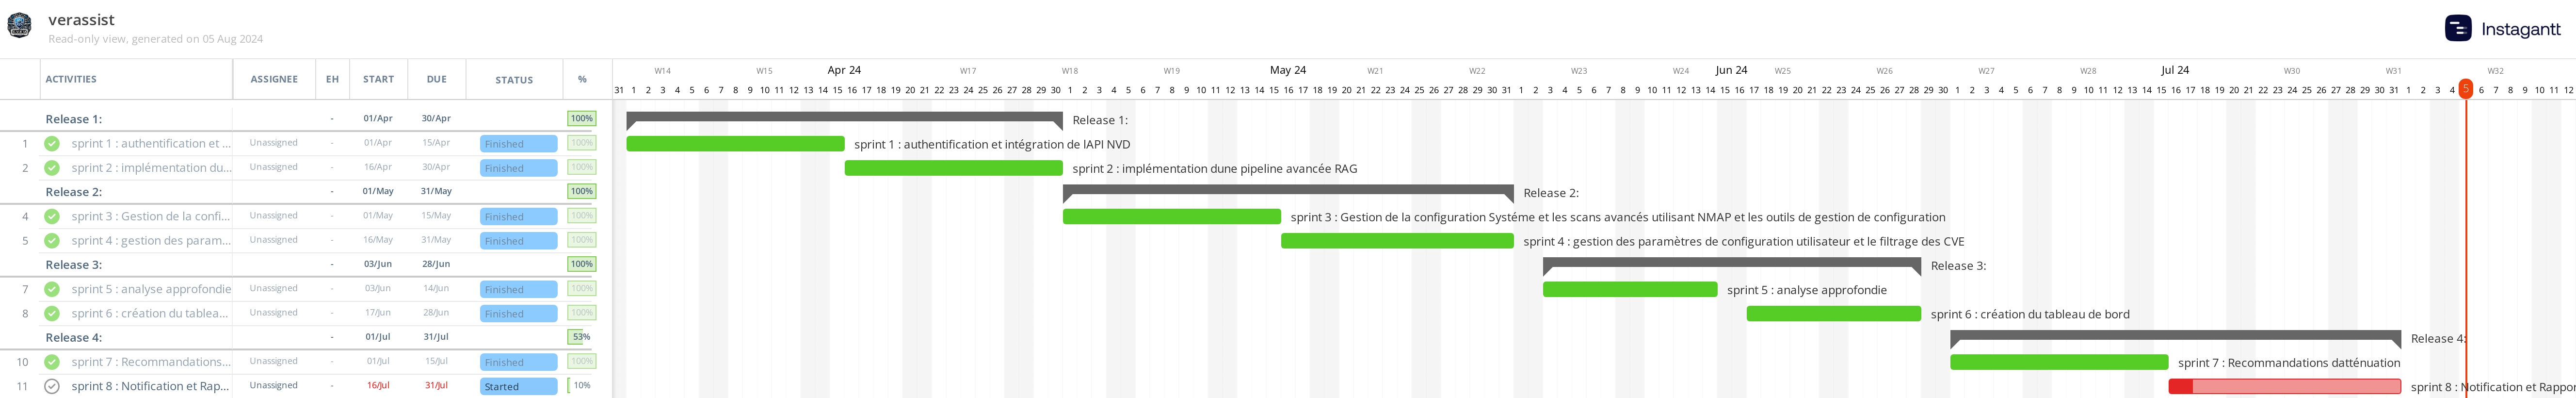 verassist
Read-only view, generated on 05 Aug 2024
Instagantt
ACTIVITIES ASSIGNEE EH START DUE STATUS %
W14 W15 Apr 24 W17 W18 W19 May 24 W21 W22 W23 W24 Jun 24 W25 W26 W27 W28 Jul 24 W30 W31 W32
31 1 2 3 4 5 6 7 8 9 10 11 12 13 14 15 16 17 18 19 20 21 22 23 24 25 26 27 28 29 30 1 2 3 4 5 6 7 8 9 10 11 12 13 14 15 16 17 18 19 20 21 22 23 24 25 26 27 28 29 30 31 1 2 3 4 5 6 7 8 9 10 11 12 13 14 15 16 17 18 19 20 21 22 23 24 25 26 27 28 29 30 1 2 3 4 5 6 7 8 9 10 11 12 13 14 15 16 17 18 19 20 21 22 23 24 25 26 27 28 29 30 31 1 2 3 4 5 6 7 8 9 10 11 12
Release 1: - 01/Apr 30/Apr 100% Release 1:
1 sprint 1 : authentification et ... Unassigned - 01/Apr 15/Apr Finished 100% sprint 1 : authentification et intégration de lAPI NVD
2 sprint 2 : implémentation du... Unassigned - 16/Apr 30/Apr Finished 100% sprint 2 : implémentation dune pipeline avancée RAG
Release 2: - 01/May 31/May 100% Release 2:
4 sprint 3 : Gestion de la confi... Unassigned - 01/May 15/May Finished 100% sprint 3 : Gestion de la configuration Systéme et les scans avancés utilisant NMAP et les outils de gestion de configuration
5 sprint 4 : gestion des param... Unassigned - 16/May 31/May Finished 100% sprint 4 : gestion des paramètres de configuration utilisateur et le filtrage des CVE
Release 3: - 03/Jun 28/Jun 100% Release 3:
7 sprint 5 : analyse approfondie Unassigned - 03/Jun 14/Jun Finished 100% sprint 5 : analyse approfondie
8 sprint 6 : création du tablea... Unassigned - 17/Jun 28/Jun Finished 100% sprint 6 : création du tableau de bord
Release 4: - 01/Jul 31/Jul 53% Release 4:
10 sprint 7 : Recommandations... Unassigned - 01/Jul 15/Jul Finished 100% sprint 7 : Recommandations datténuation
11 sprint 8 : Notification et Rap... Unassigned - 16/Jul 31/Jul Started 10% sprint 8 : Notification et Rappor